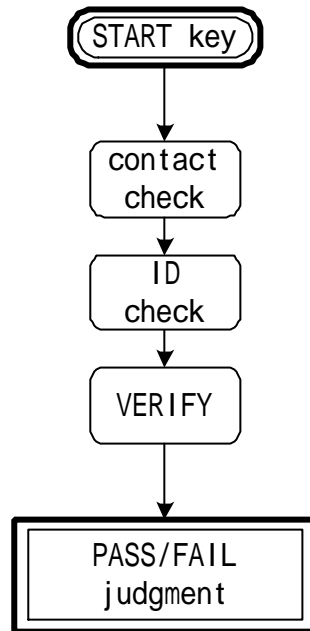 START key
contact
check
ID
check
VERIFY
PASS/FAIL
judgment